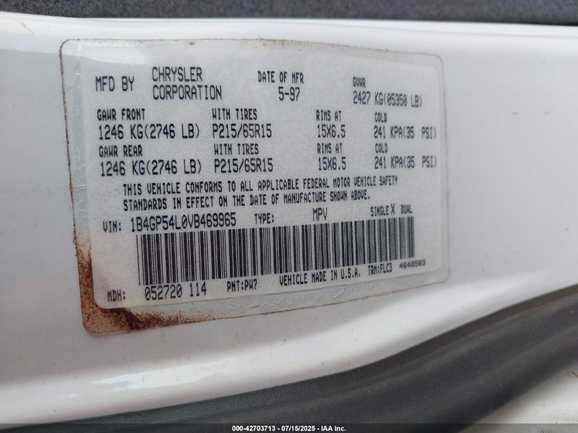 MFD BY CHRYSLER CORPORATION DATE OF MFR 5-97 GVWR 2427 KG(05350 LB)
GAWR FRONT WITH TIRES RIMS AT COLD
1246 KG(2746 LB) P215/65R15 15X6.5 241 KPA(35 PSI)
GAWR REAR WITH TIRES RIMS AT COLD
1246 KG(2746 LB) P215/65R15 15X6.5 241 KPA(35 PSI)
THIS VEHICLE CONFORMS TO ALL APPLICABLE FEDERAL MOTOR VEHICLE SAFETY
STANDARDS IN EFFECT ON THE DATE OF MANUFACTURE SHOWN ABOVE.
VIN: 1B4GP54L0VB469965 TYPE: MPV SINGLE X DUAL
MDH: 052720 114 PNT:PW7 VEHICLE MADE IN U.S.A. TRM:FLC3 4648503
000-42703713 - 07/15/2025 - IAA Inc.